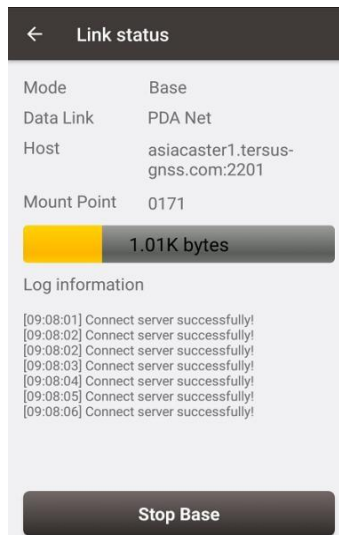 Link status
Mode Base
Data Link PDA Net
Host asiacaster1.tersus-
gnss.com:2201
Mount Point 0171
1.01K bytes
Log information
[09:08:01] Connect server successfully!
[09:08:02] Connect server successfully!
[09:08:02] Connect server successfully!
[09:08:03] Connect server successfully!
[09:08:04] Connect server successfully!
[09:08:05] Connect server successfully!
[09:08:06] Connect server successfully!
Stop Base